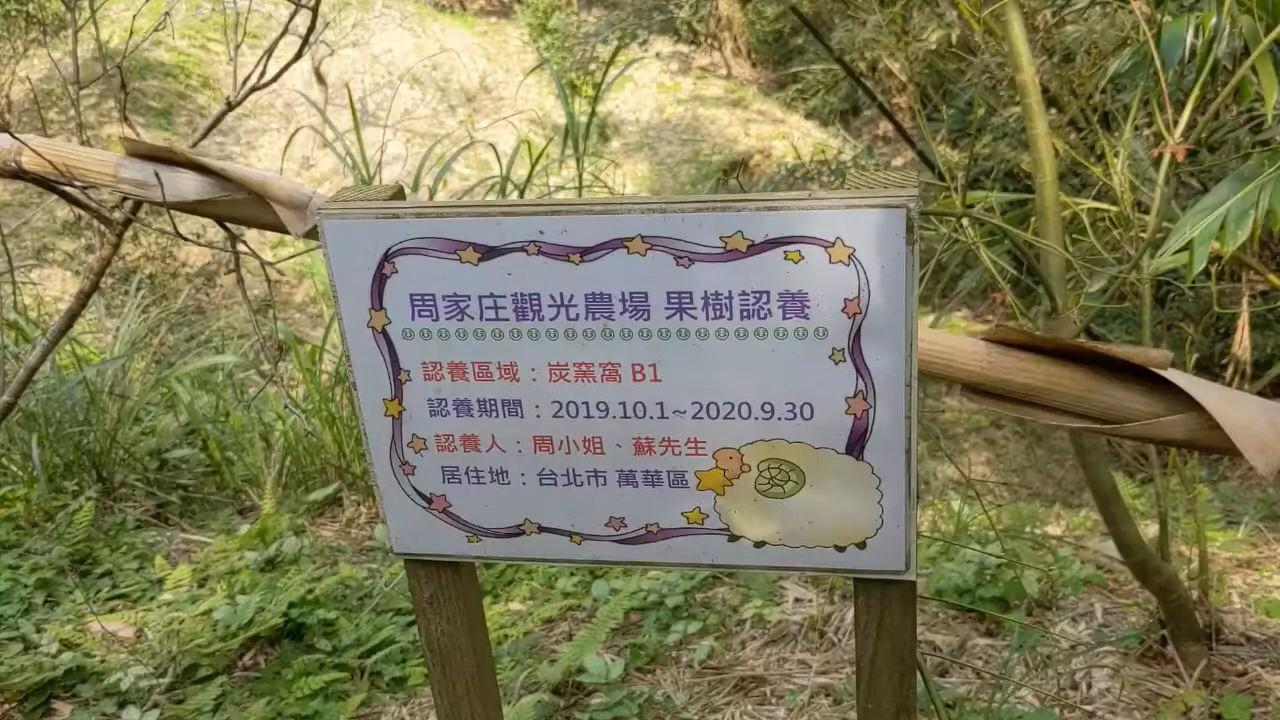 周家庄觀光農場 果樹認養
認養區域：炭窯窩 B1
認養期間：2019.10.1~2020.9.30
認養人：周小姐、蘇先生
居住地：台北市 萬華區